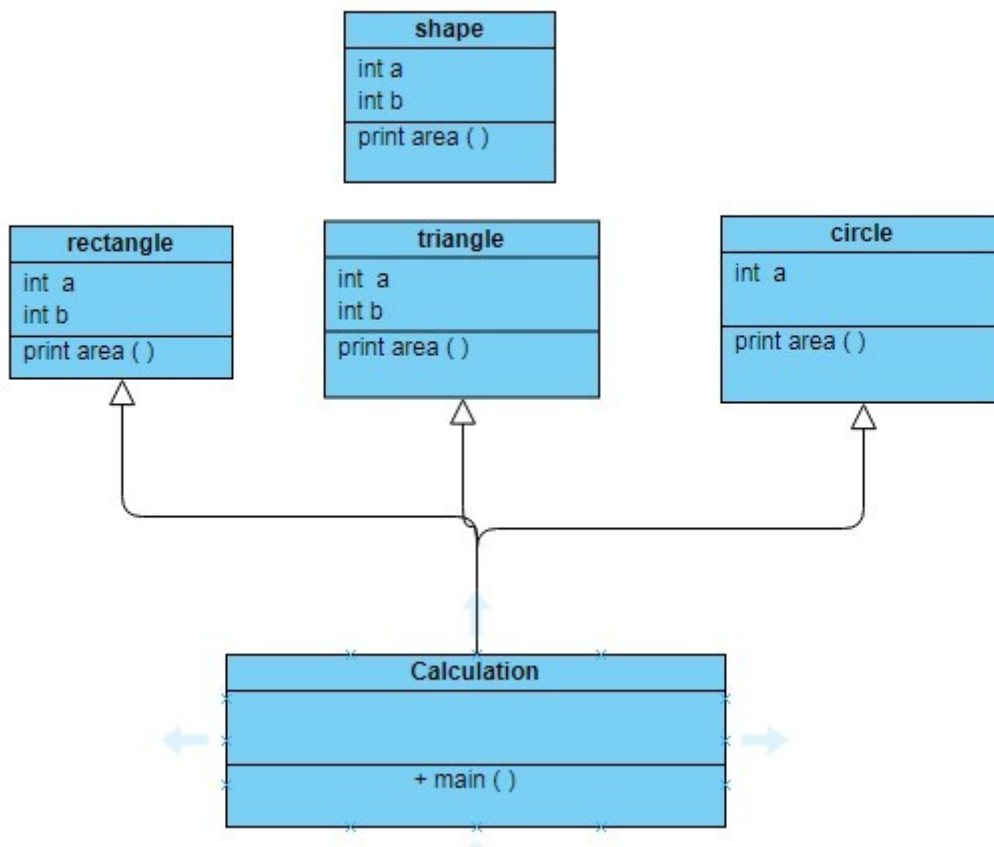 shape
int a
int b
print area ( )
rectangle
int a
int b
print area ( )
triangle
int a
int b
print area ( )
circle
int a
print area ( )
Calculation
+ main ( )